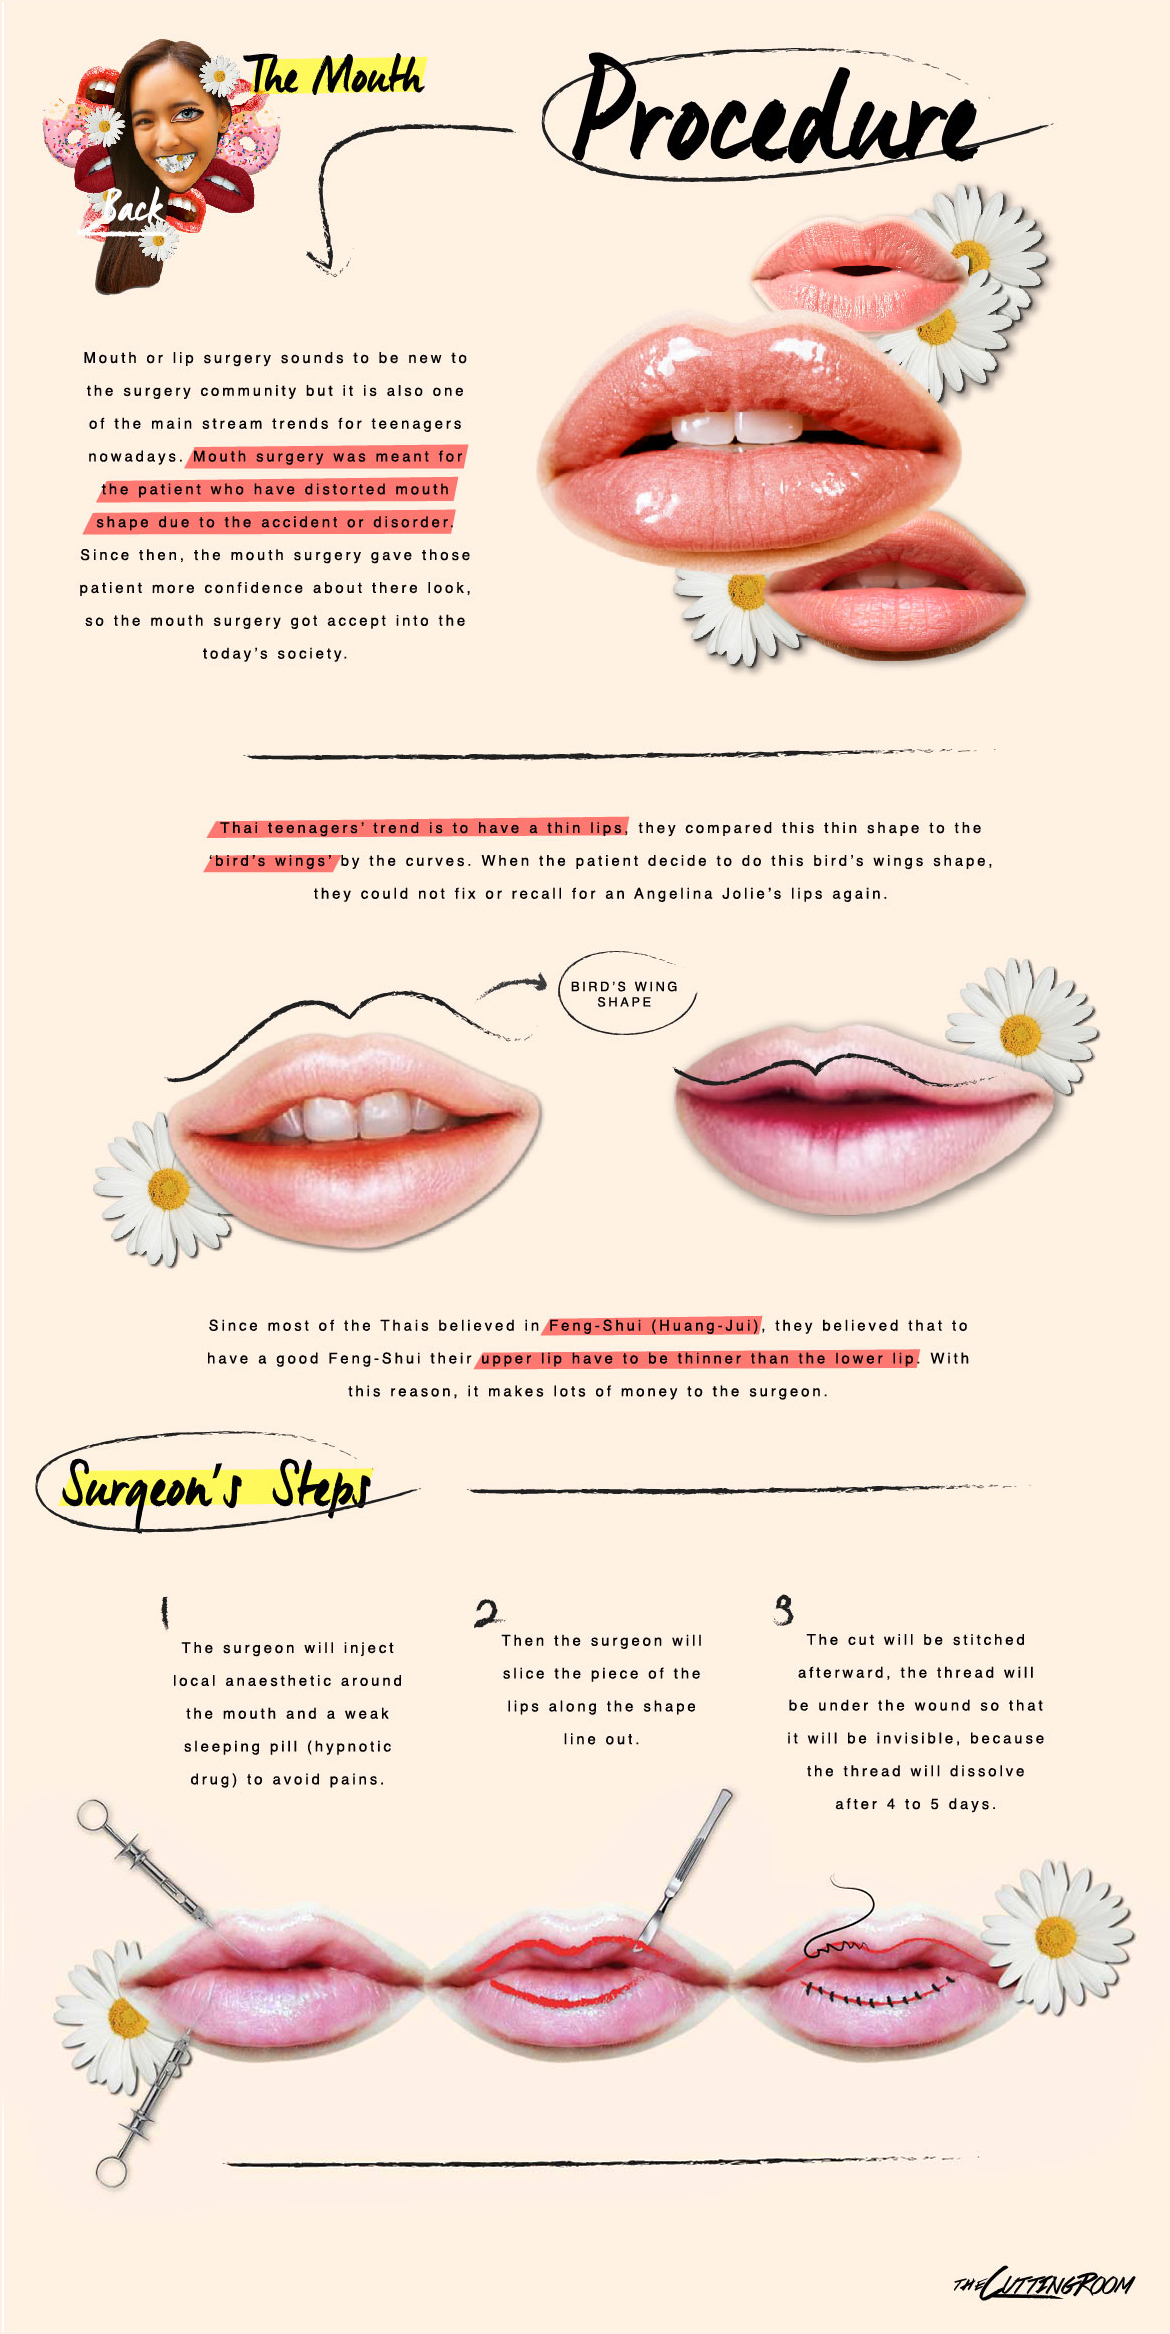 The Mouth
Procedure
Back
Mouth or lip surgery sounds to be new to
the surgery community but it is also one
of the main stream trends for teenagers
nowadays. Mouth surgery was meant for
the patient who have distorted mouth
shape due to the accident or disorder.
Since then, the mouth surgery gave those
patient more confidence about there look,
so the mouth surgery got accept into the
today's society.
Thai teenagers' trend is to have a thin lips, they compared this thin shape to the
'bird's wings' by the curves. When the patient decide to do this bird's wings shape,
they could not fix or recall for an Angelina Jolie's lips again.
BIRD'S WING
SHAPE
Since most of the Thais believed in Feng-Shui (Huang-Jui), they believed that to
have a good Feng-Shui their upper lip have to be thinner than the lower lip. With
this reason, it makes lots of money to the surgeon.
Surgeon's Steps
1
The surgeon will inject
local anaesthetic around
the mouth and a weak
sleeping pill (hypnotic
drug) to avoid pains.
2
Then the surgeon will
slice the piece of the
lips along the shape
line out.
3
The cut will be stitched
afterward, the thread will
be under the wound so that
it will be invisible, because
the thread will dissolve
after 4 to 5 days.
THE CUTTING ROOM